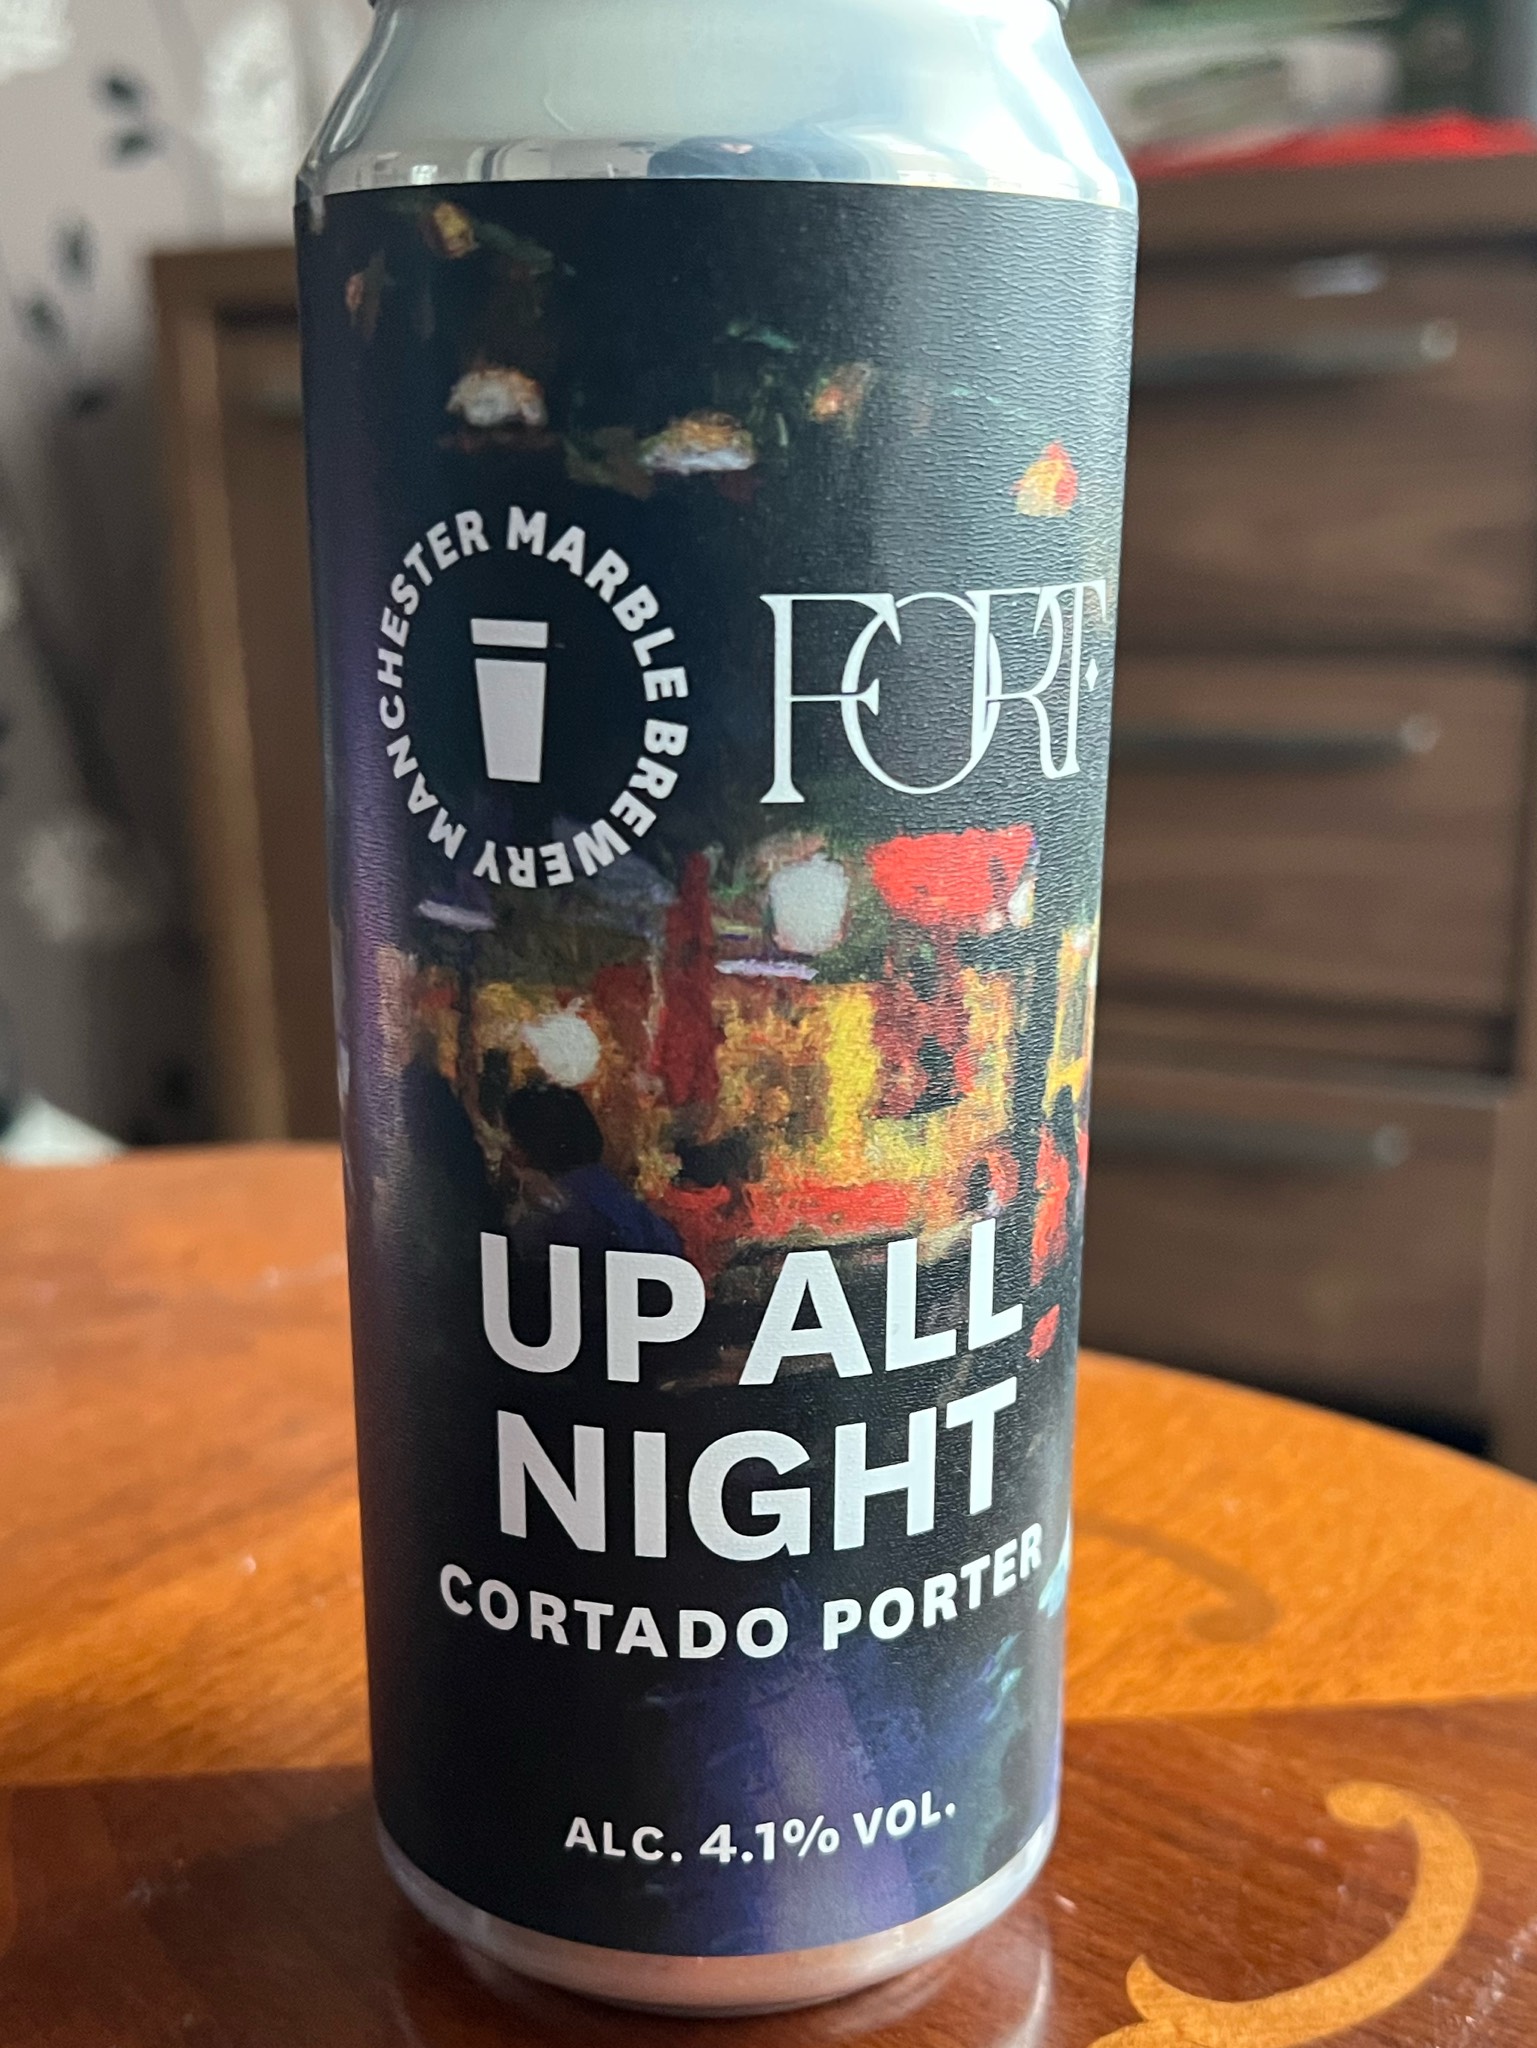 MANCHESTER MARBLE BREWERY
FORT.
UP ALL
NIGHT
CORTADO PORTER
ALC. 4.1% VOL.